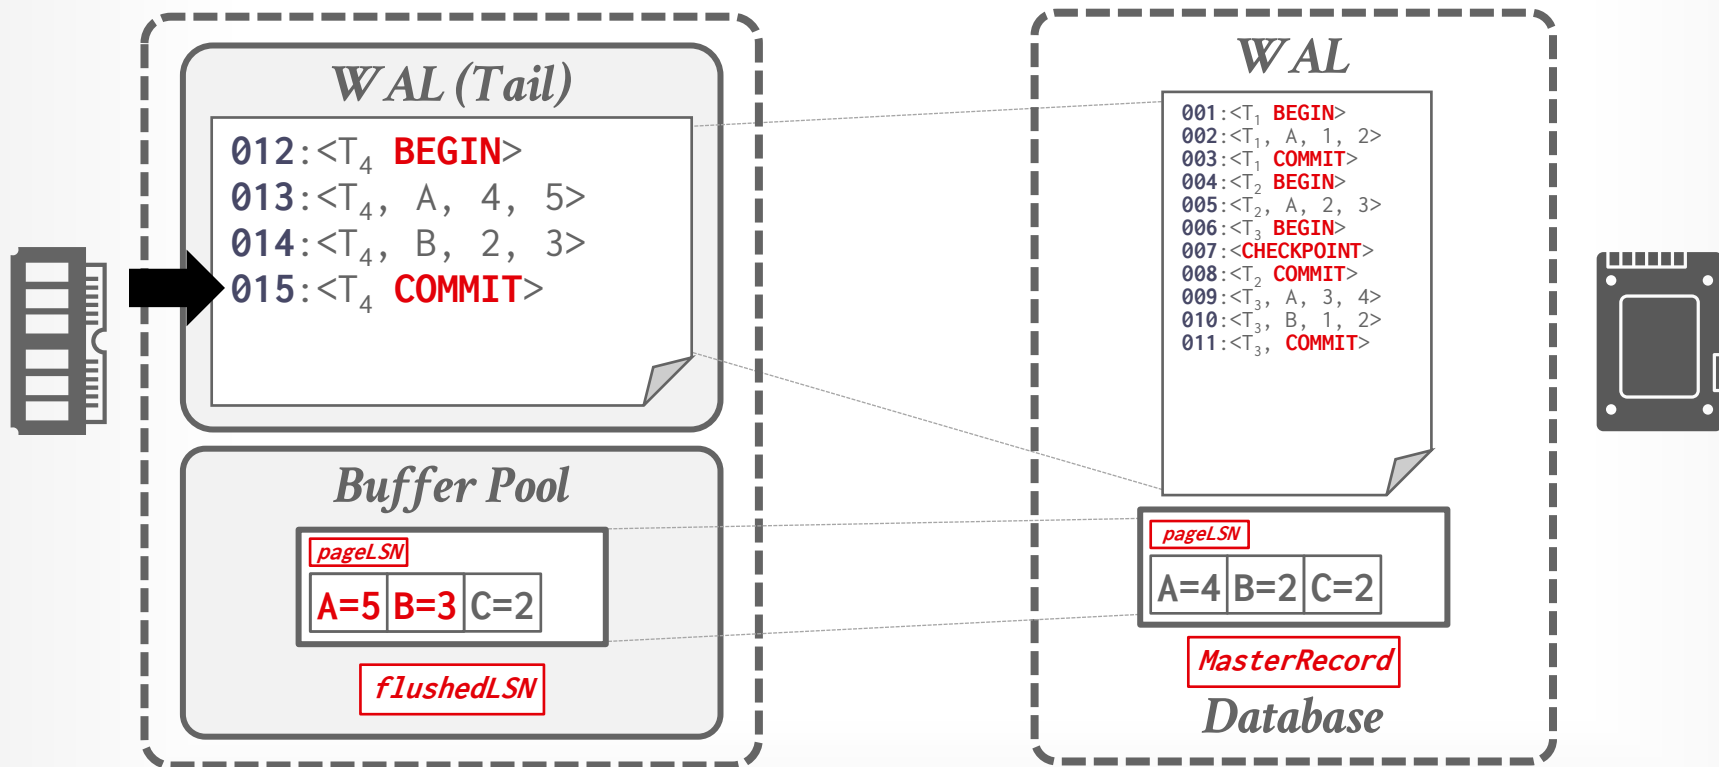 WAL (Tail)
012:<T4 BEGIN>
013:<T4, A, 4, 5>
014:<T4, B, 2, 3>
015:<T4 COMMIT>
Buffer Pool
pageLSN
A=5 B=3 C=2
flushedLSN
WAL
001:<T1 BEGIN>
002:<T1, A, 1, 2>
003:<T1 COMMIT>
004:<T2 BEGIN>
005:<T2, A, 2, 3>
006:<T3 BEGIN>
007:<CHECKPOINT>
008:<T2 COMMIT>
009:<T3, A, 3, 4>
010:<T3, B, 1, 2>
011:<T3, COMMIT>
pageLSN
A=4 B=2 C=2
MasterRecord
Database